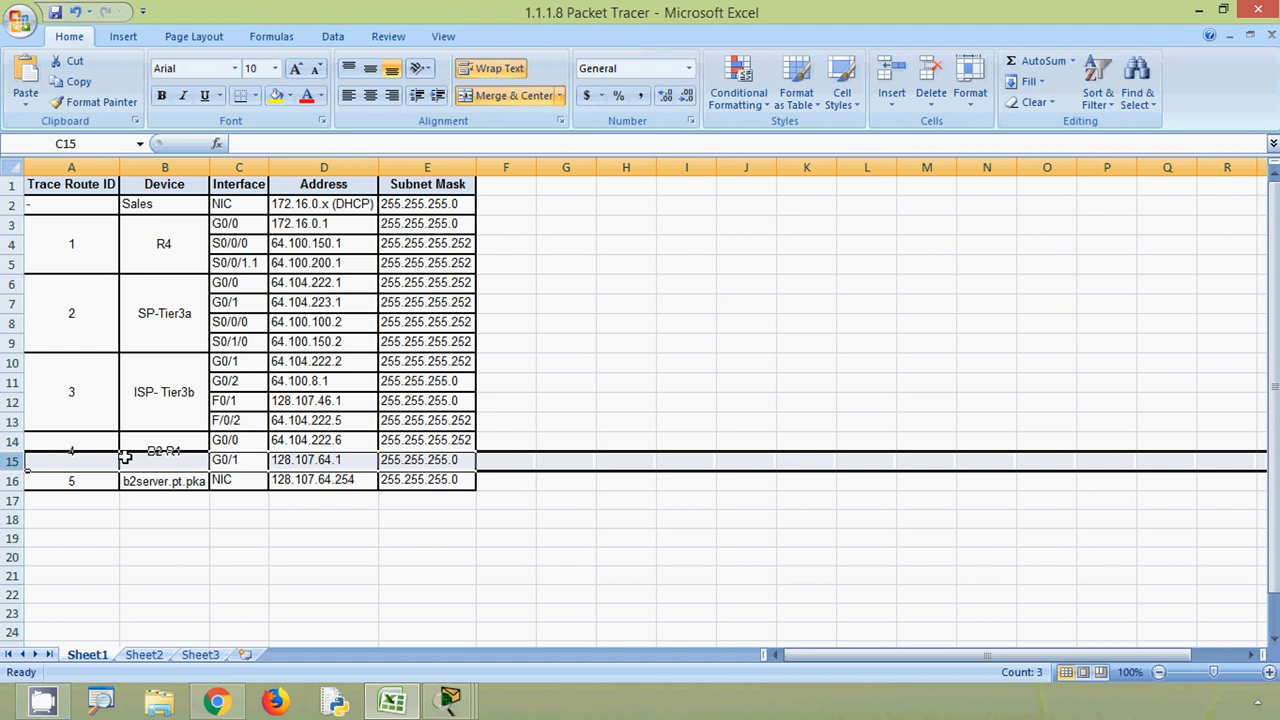 1.1.1.8 Packet Tracer - Microsoft Excel
Home Insert Page Layout Formulas Data Review View
Paste Cut Copy Format Painter Clipboard
Arial 10 A A B I U A Font
Wrap Text Merge & Center Alignment
General $ % , Number
Conditional Formatting Format as Table Cell Styles Styles
Insert Delete Format Cells
Σ AutoSum Fill Clear Sort & Filter Find & Select Editing
C15 fx
A B C D E F G H I J K L M N O P Q R
1 Trace Route ID Device Interface Address Subnet Mask
2 - Sales NIC 172.16.0.x (DHCP) 255.255.255.0
3 G0/0 172.16.0.1 255.255.255.0
4 1 R4 S0/0/0 64.100.150.1 255.255.255.252
5 S0/0/1.1 64.100.200.1 255.255.255.252
6 G0/0 64.104.222.1 255.255.255.252
7 2 SP-Tier3a G0/1 64.104.223.1 255.255.255.252
8 S0/0/0 64.100.100.2 255.255.255.252
9 S0/1/0 64.100.150.2 255.255.255.252
10 G0/1 64.104.222.2 255.255.255.252
11 3 ISP- Tier3b G0/2 64.100.8.1 255.255.255.0
12 F0/1 128.107.46.1 255.255.255.0
13 F/0/2 64.104.222.5 255.255.255.252
14 4 B2 R1 G0/0 64.104.222.6 255.255.255.252
15 G0/1 128.107.64.1 255.255.255.0
16 5 b2server.pt.pka NIC 128.107.64.254 255.255.255.0
17
18
19
20
21
22
23
24
Sheet1 Sheet2 Sheet3
Ready Count: 3 100%